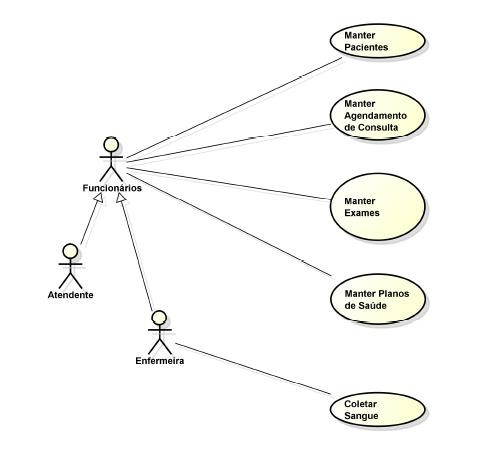 Manter
Pacientes
Manter
Agendamento
de Consulta
Funcionários
Manter
Exames
Atendente
Manter Planos
de Saúde
Enfermeira
Coletar
Sangue